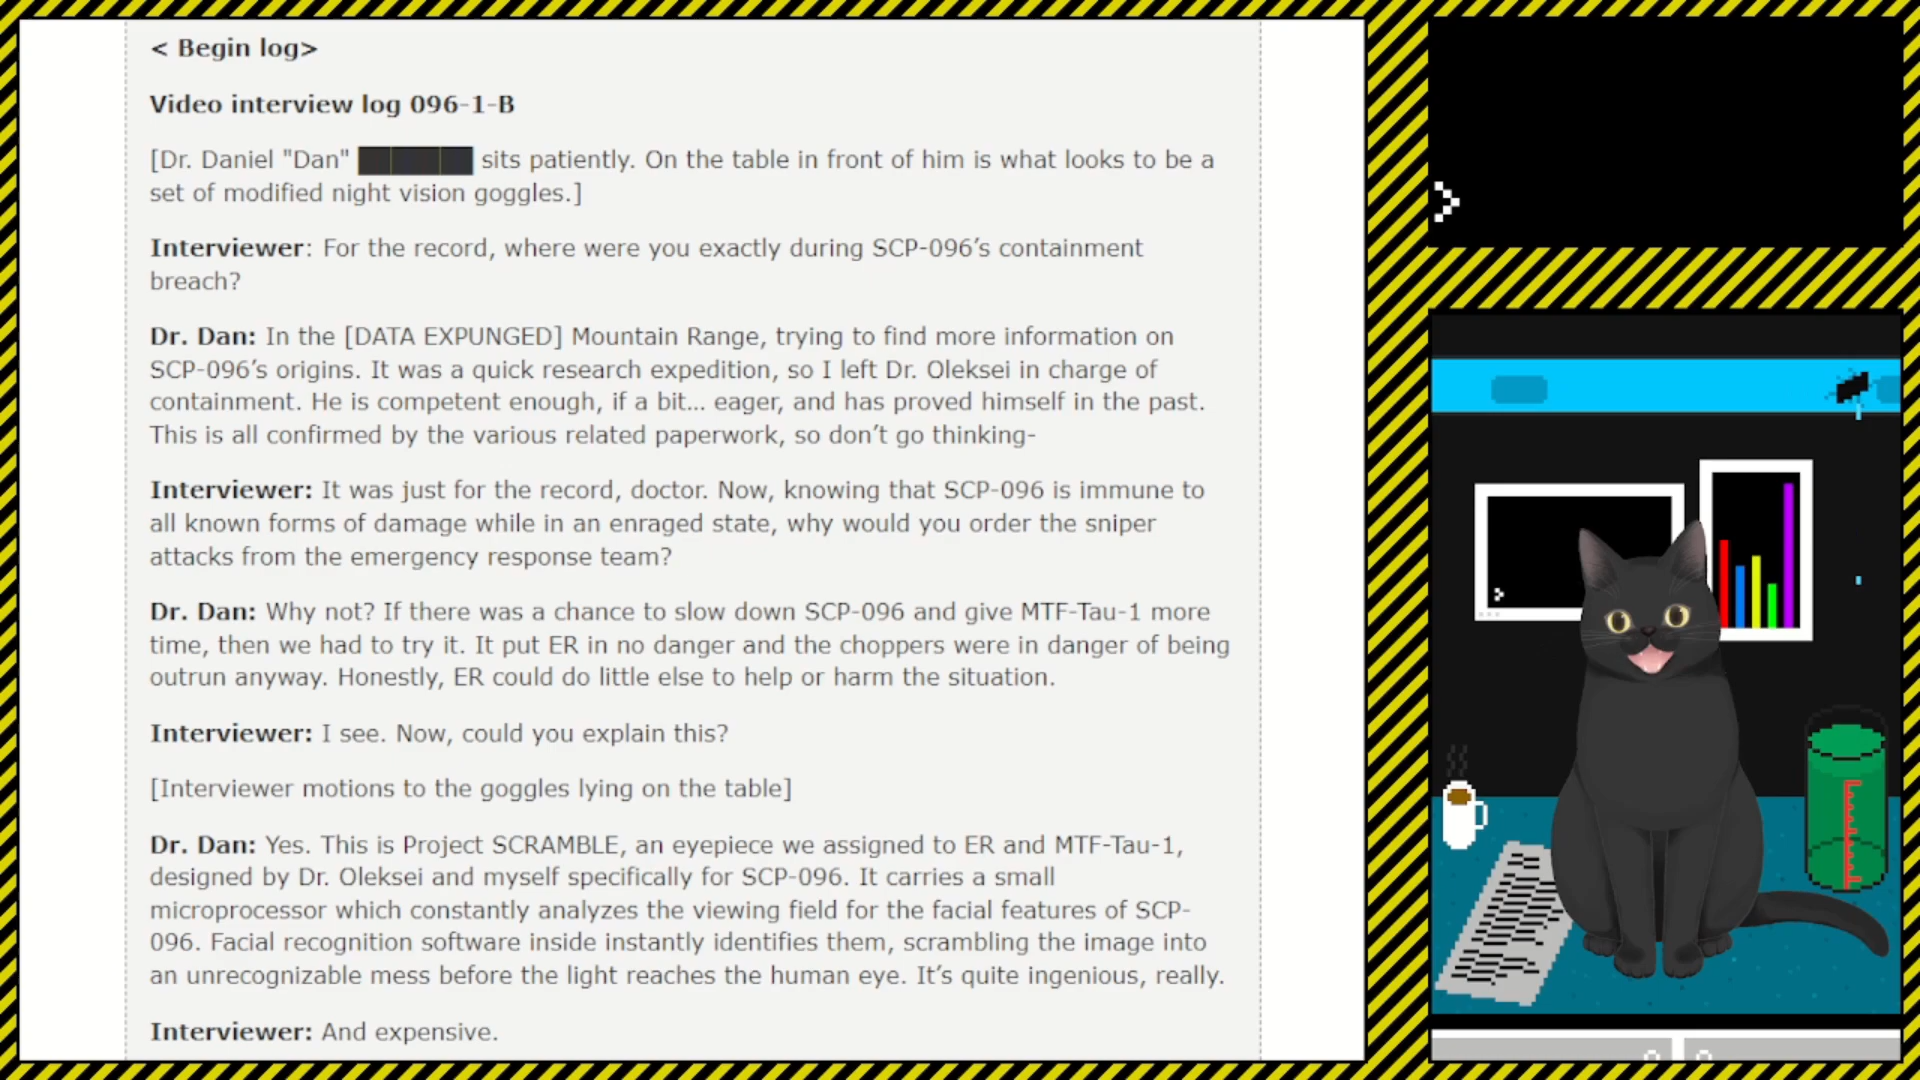 < Begin log>
Video interview log 096-1-B
[Dr. Daniel "Dan" sits patiently. On the table in front of him is what looks to be a
set of modified night vision goggles.]
Interviewer: For the record, where were you exactly during SCP-096’s containment
breach?
Dr. Dan: In the [DATA EXPUNGED] Mountain Range, trying to find more information on
SCP-096’s origins. It was a quick research expedition, so I left Dr. Oleksei in charge of
containment. He is competent enough, if a bit… eager, and has proved himself in the past.
This is all confirmed by the various related paperwork, so don’t go thinking-
Interviewer: It was just for the record, doctor. Now, knowing that SCP-096 is immune to
all known forms of damage while in an enraged state, why would you order the sniper
attacks from the emergency response team?
Dr. Dan: Why not? If there was a chance to slow down SCP-096 and give MTF-Tau-1 more
time, then we had to try it. It put ER in no danger and the choppers were in danger of being
outrun anyway. Honestly, ER could do little else to help or harm the situation.
Interviewer: I see. Now, could you explain this?
[Interviewer motions to the goggles lying on the table]
Dr. Dan: Yes. This is Project SCRAMBLE, an eyepiece we assigned to ER and MTF-Tau-1,
designed by Dr. Oleksei and myself specifically for SCP-096. It carries a small
microprocessor which constantly analyzes the viewing field for the facial features of SCP-
096. Facial recognition software inside instantly identifies them, scrambling the image into
an unrecognizable mess before the light reaches the human eye. It’s quite ingenious, really.
Interviewer: And expensive.
>
>